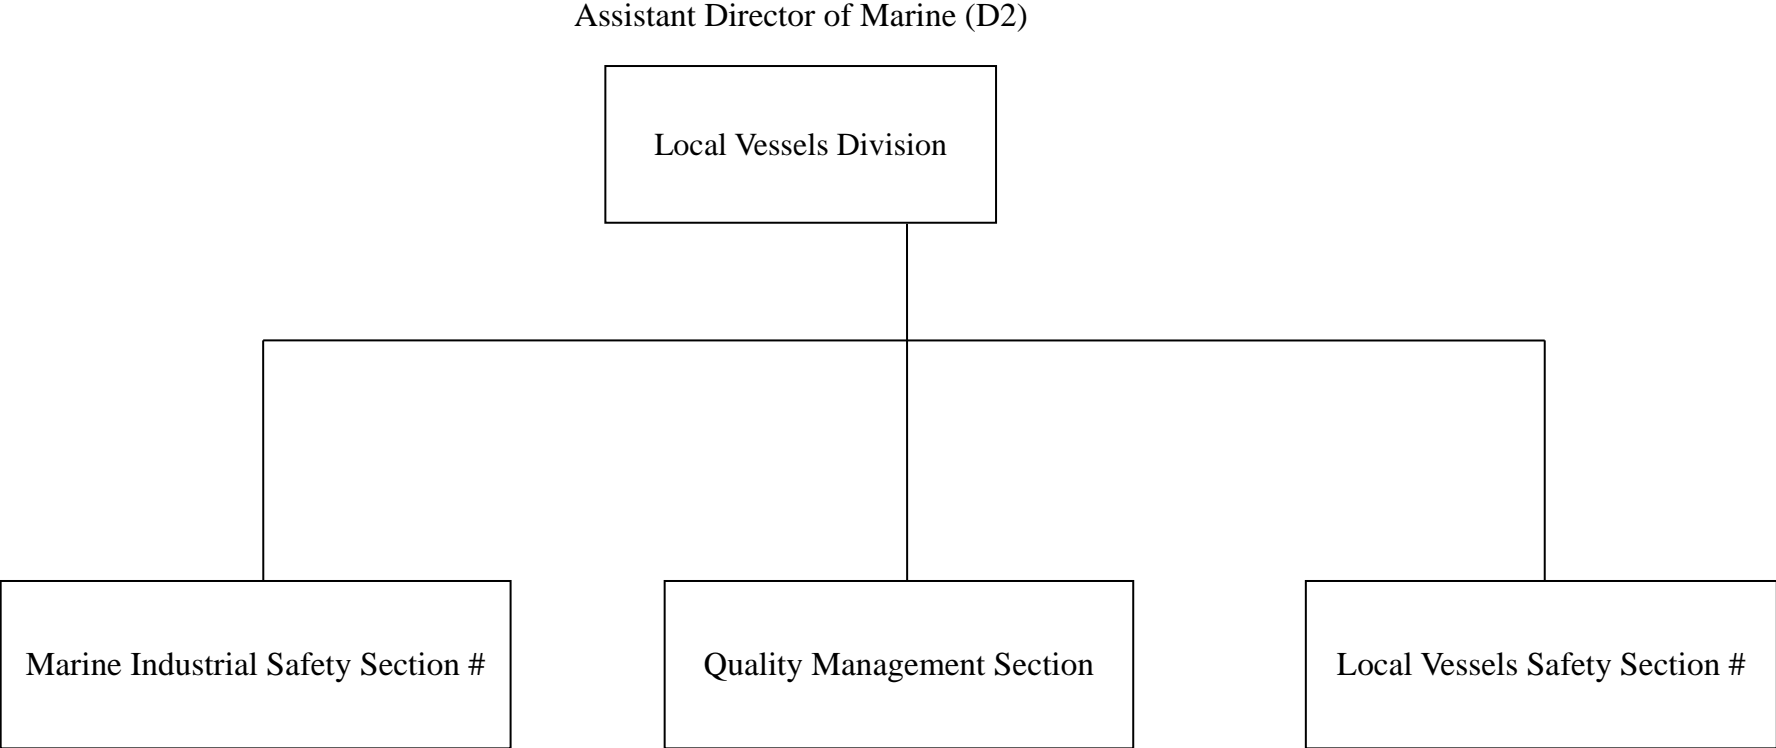 Assistant Director of Marine (D2)
Local Vessels Division
Marine Industrial Safety Section #
Quality Management Section
Local Vessels Safety Section #